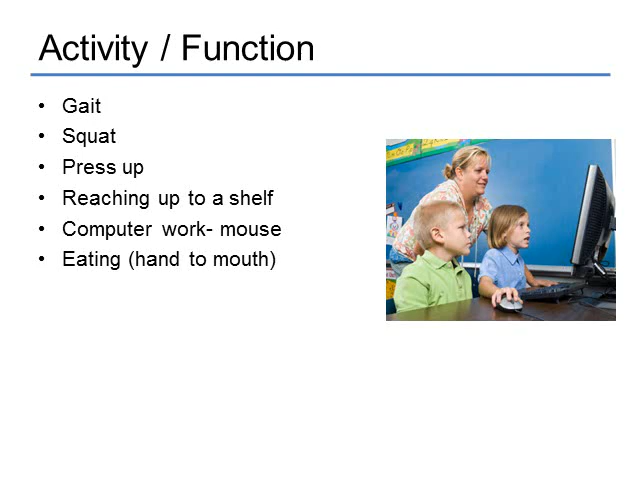 Activity / Function
• Gait
• Squat
• Press up
• Reaching up to a shelf
• Computer work- mouse
• Eating (hand to mouth)